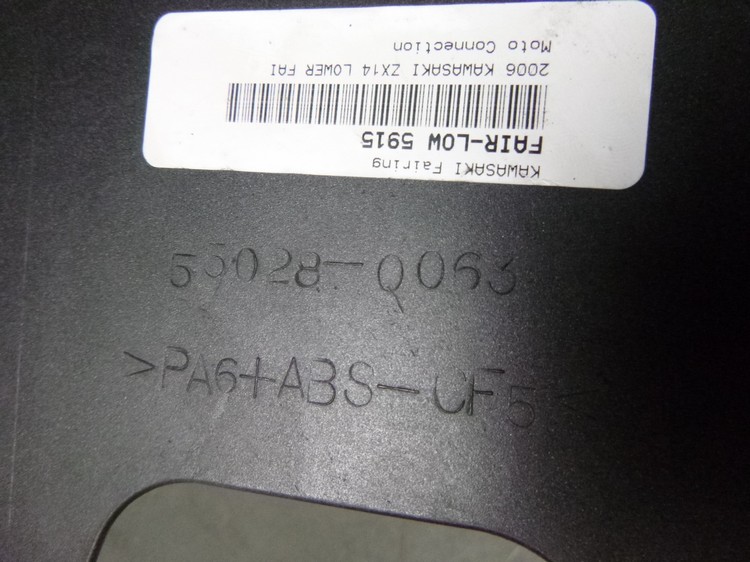 KAWASAKI Fairing
FAIR-LOW 5915
2006 KAWASAKI ZX14 LOWER FAI
Moto Connection
55028-0063
>PA6+ABS-CF5<